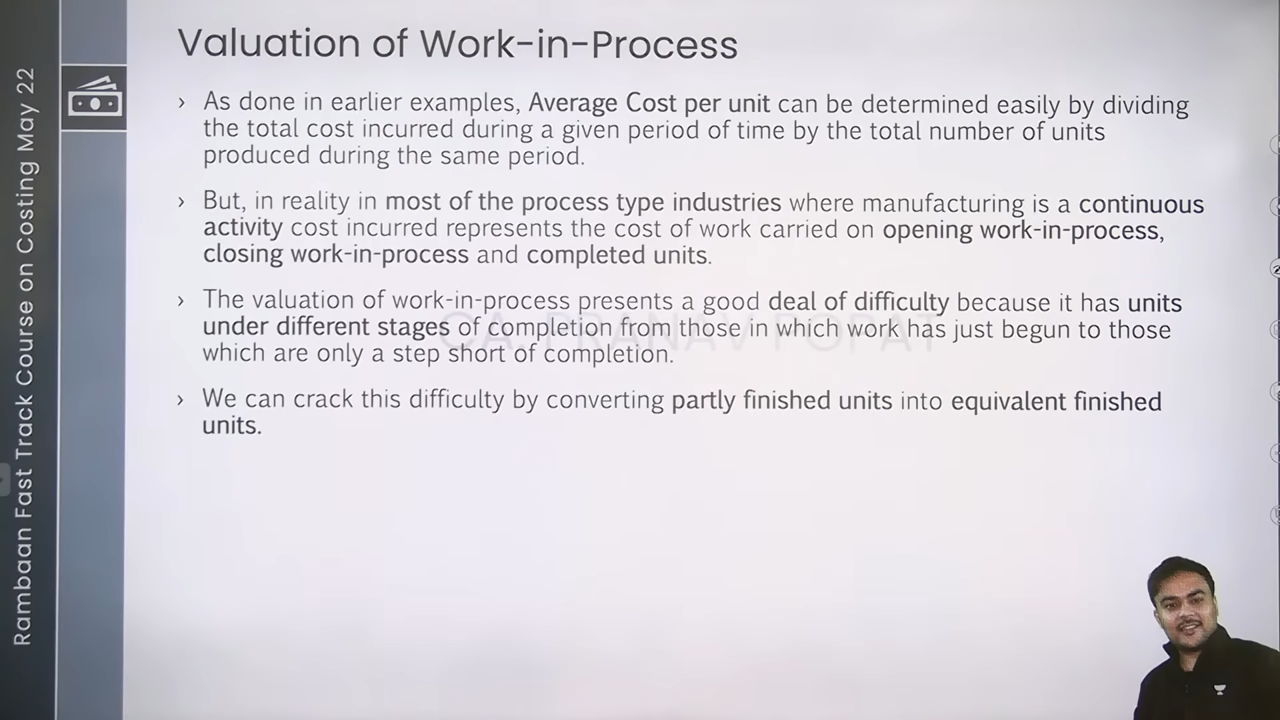 Rambaan Fast Track Course on Costing May 22
Valuation of Work-in-Process
› As done in earlier examples, Average Cost per unit can be determined easily by dividing
the total cost incurred during a given period of time by the total number of units
produced during the same period.
› But, in reality in most of the process type industries where manufacturing is a continuous
activity cost incurred represents the cost of work carried on opening work-in-process,
closing work-in-process and completed units.
› The valuation of work-in-process presents a good deal of difficulty because it has units
under different stages of completion from those in which work has just begun to those
which are only a step short of completion.
› We can crack this difficulty by converting partly finished units into equivalent finished
units.
CA. PRANAV POPAT